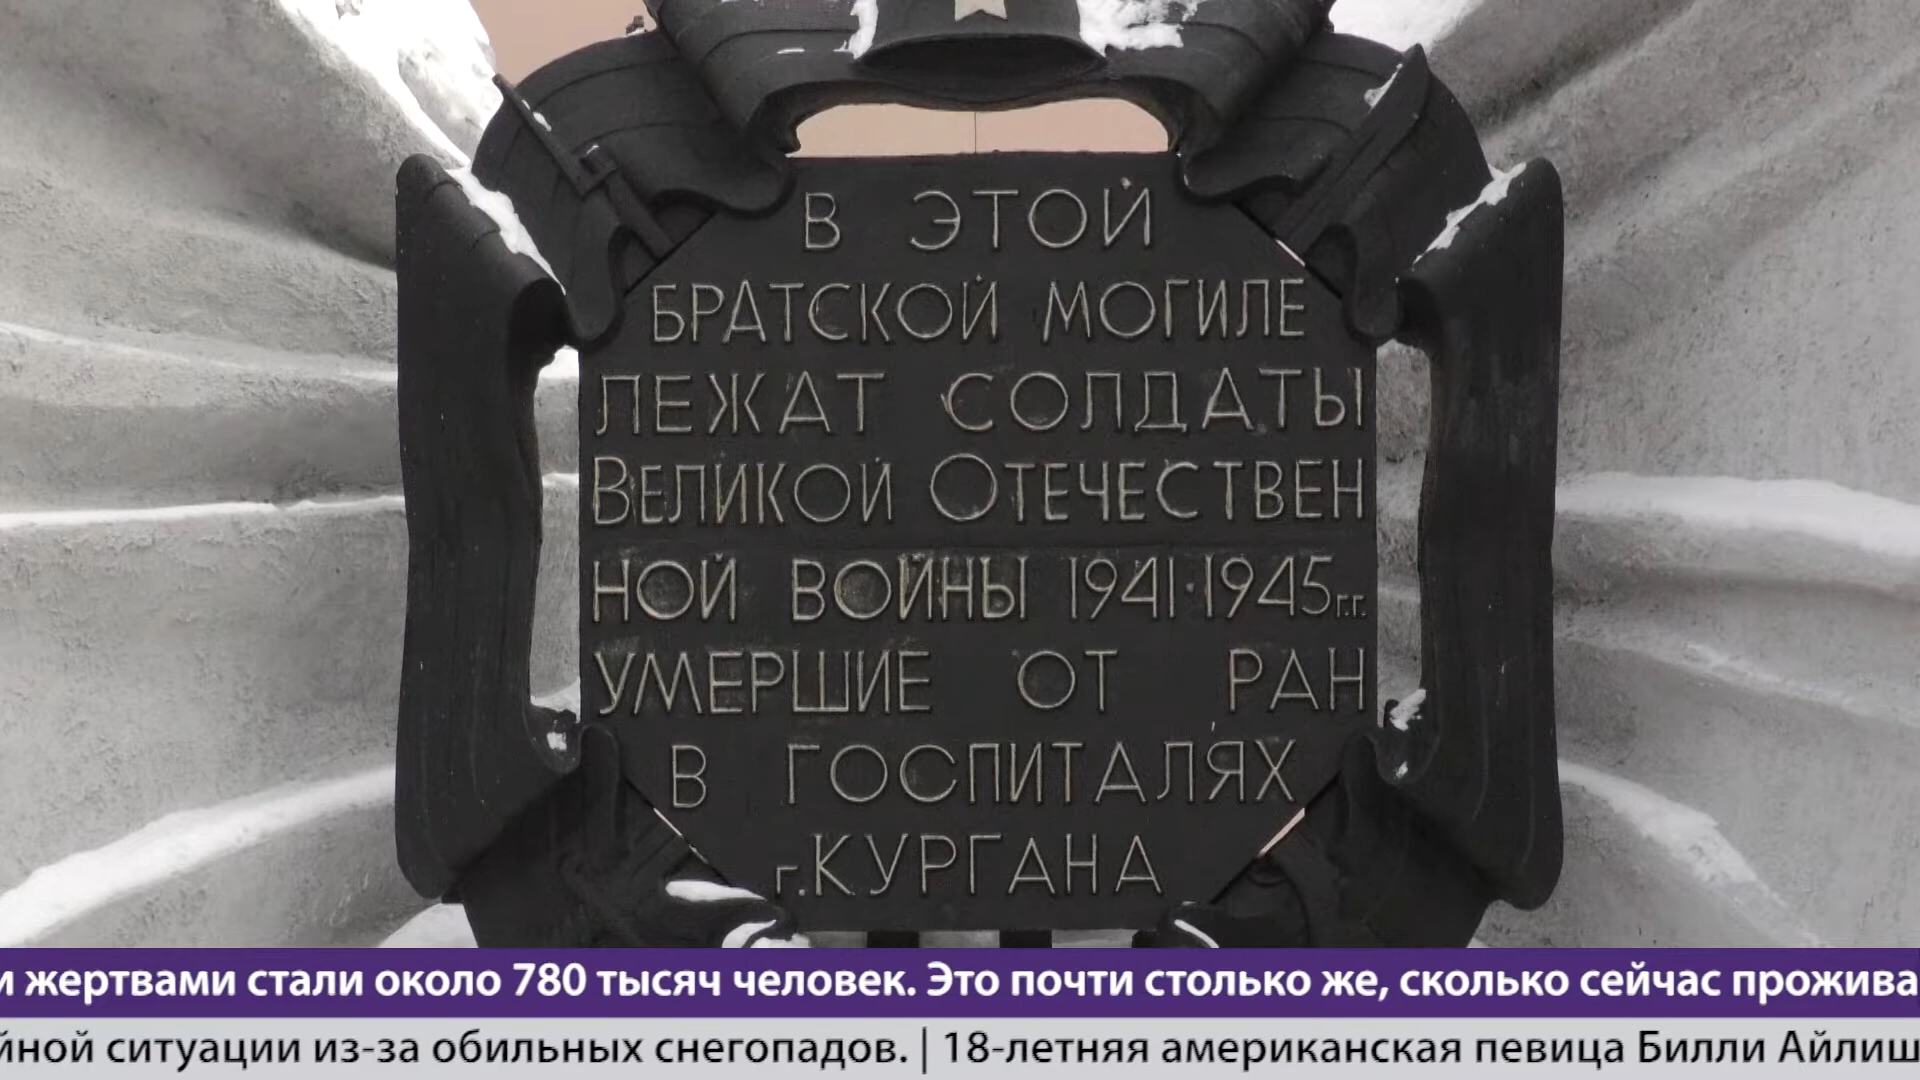 В ЭТОЙ
БРАТСКОЙ МОГИЛЕ
ЛЕЖАТ СОЛДАТЫ
ВЕЛИКОЙ ОТЕЧЕСТВЕН
НОЙ ВОЙНЫ 1941·1945г.г.
УМЕРШИЕ ОТ РАН
В ГОСПИТАЛЯХ
г.КУРГАНА
и жертвами стали около 780 тысяч человек. Это почти столько же, сколько сейчас прожива
йной ситуации из-за обильных снегопадов. | 18-летняя американская певица Билли Айлиш